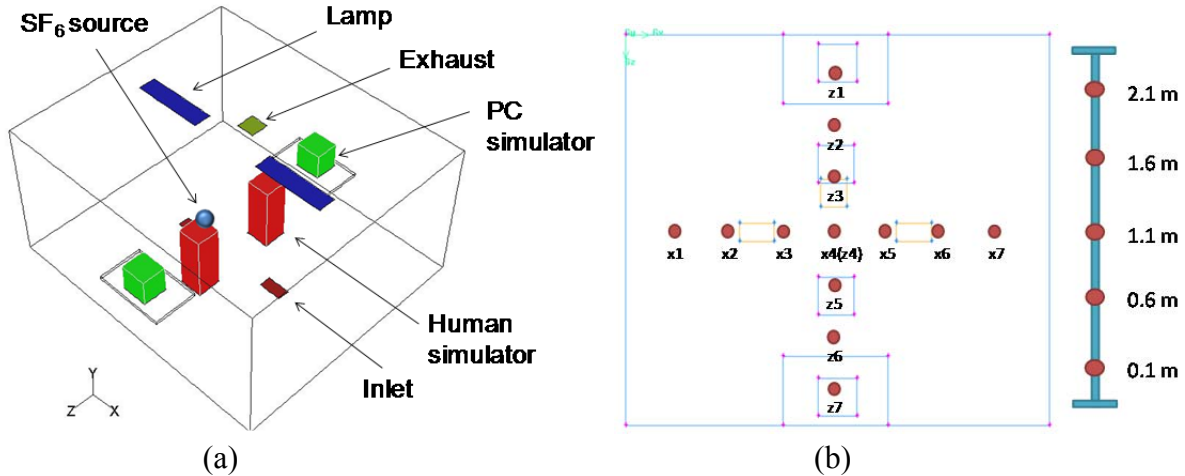 SF6 source
Lamp
Exhaust
PC
simulator
Human
simulator
Inlet
Y
Z X
(a)
z1
z2
z3
x1 x2 x3 x4(z4) x5 x6 x7
z5
z6
z7
2.1 m
1.6 m
1.1 m
0.6 m
0.1 m
(b)